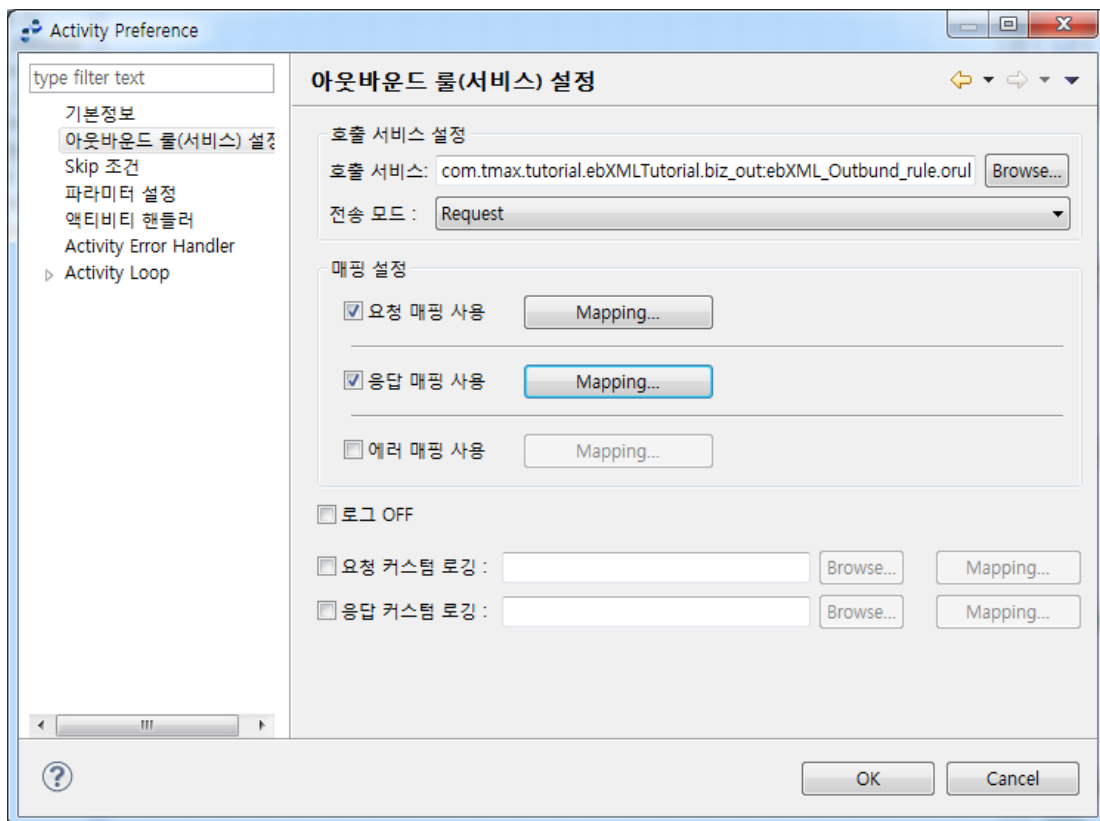 Activity Preference
type filter text
기본정보
아웃바운드 룰(서비스) 설정
Skip 조건
파라미터 설정
액티비티 핸들러
Activity Error Handler
Activity Loop
아웃바운드 룰(서비스) 설정
호출 서비스 설정
호출 서비스: com.tmax.tutorial.ebXMLTutorial.biz_out:ebXML_Outbund_rule.orul Browse...
전송 모드 : Request
매핑 설정
요청 매핑 사용 Mapping...
응답 매핑 사용 Mapping...
에러 매핑 사용 Mapping...
로그 OFF
요청 커스텀 로깅 : Browse... Mapping...
응답 커스텀 로깅 : Browse... Mapping...
OK Cancel